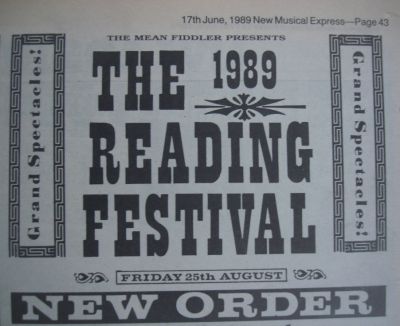 17th June, 1989 New Musical Express—Page 43
THE MEAN FIDDLER PRESENTS
Grand Spectacles!
THE 1989
READING
FESTIVAL
Grand Spectacles!
FRIDAY 25th AUGUST
NEW ORDER